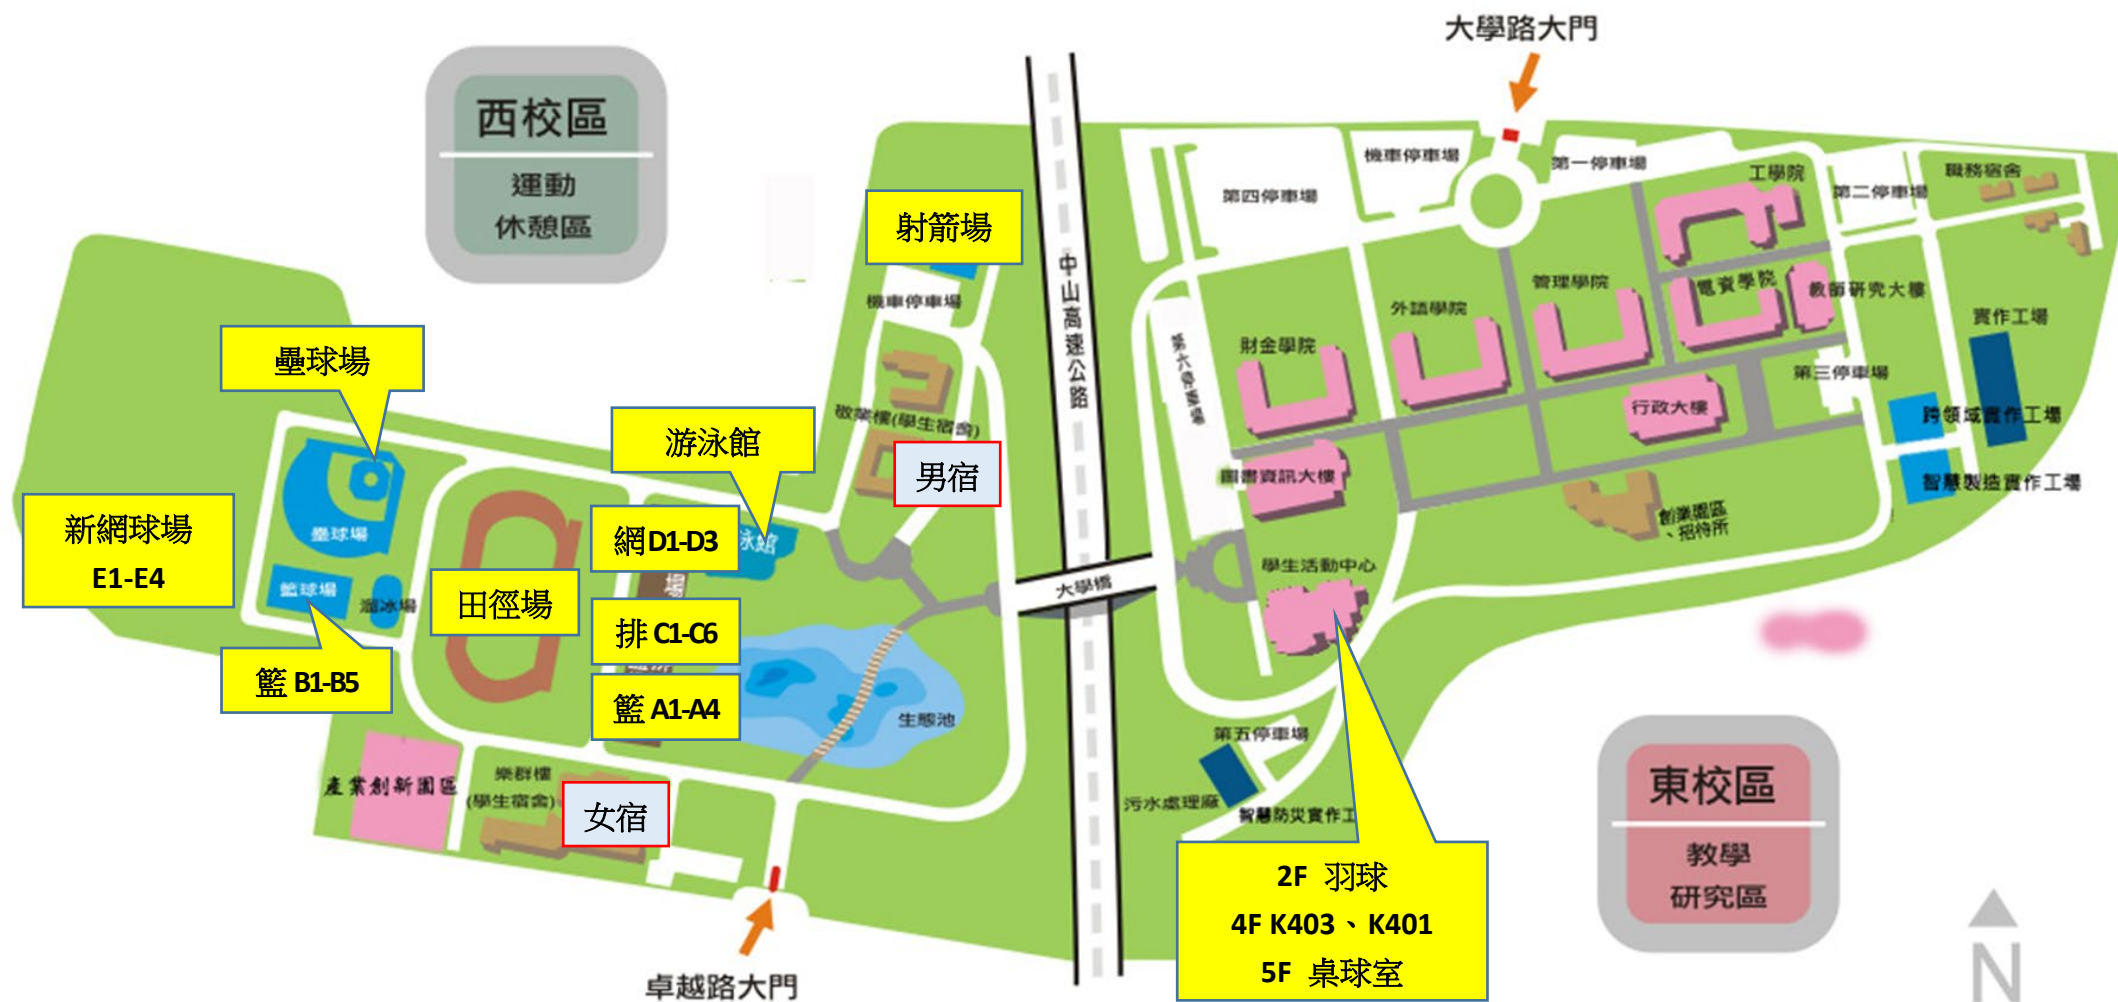 大學路大門
西校區
運動
休憩區
機車停車場
第一停車場
工學院
第四停車場
第二停車場
職務宿舍
射箭場
中山高速公路
機車停車場
管理學院
電資學院
教師研究大樓
外語學院
實作工場
財金學院
第六停車場
第三停車場
壘球場
敬業樓(學生宿舍)
行政大樓
跨領域實作工場
游泳館
男宿
圖書資訊大樓
智慧製造實作工場
新網球場
E1-E4
壘球場
網D1-D3
泳館
創業園區
、招待所
學生活動中心
籃球場
溜冰場
田徑場
場
大學橋
排 C1-C6
籃 B1-B5
籃 A1-A4
生態池
第五停車場
產業創新園區
樂群樓
(學生宿舍)
女宿
污水處理廠
智慧防災實作工
東校區
教學
研究區
2F 羽球
4F K403、K401
5F 桌球室
卓越路大門
N